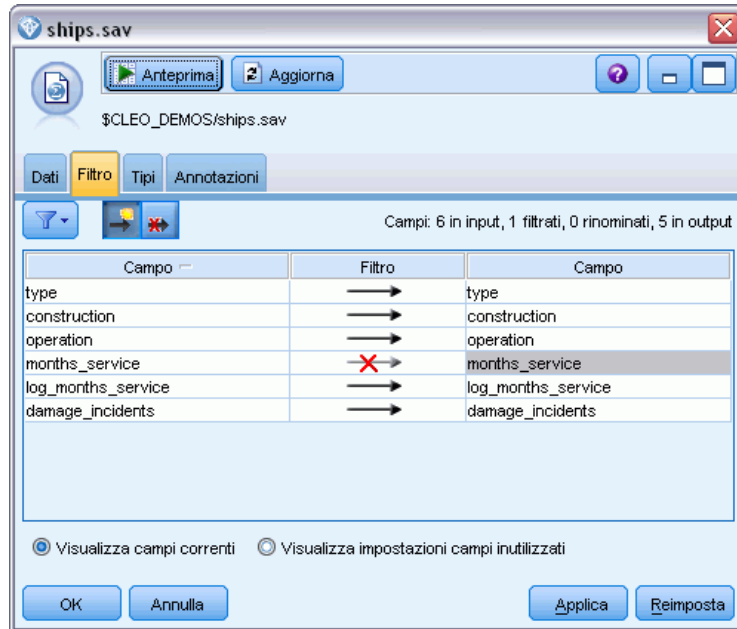 ships.sav
Anteprima Aggiorna
$CLEO_DEMOS/ships.sav
Dati Filtro Tipi Annotazioni
Campi: 6 in input, 1 filtrati, 0 rinominati, 5 in output
Campo Filtro Campo
type type
construction construction
operation operation
months_service months_service
log_months_service log_months_service
damage_incidents damage_incidents
Visualizza campi correnti Visualizza impostazioni campi inutilizzati
OK Annulla Applica Reimposta